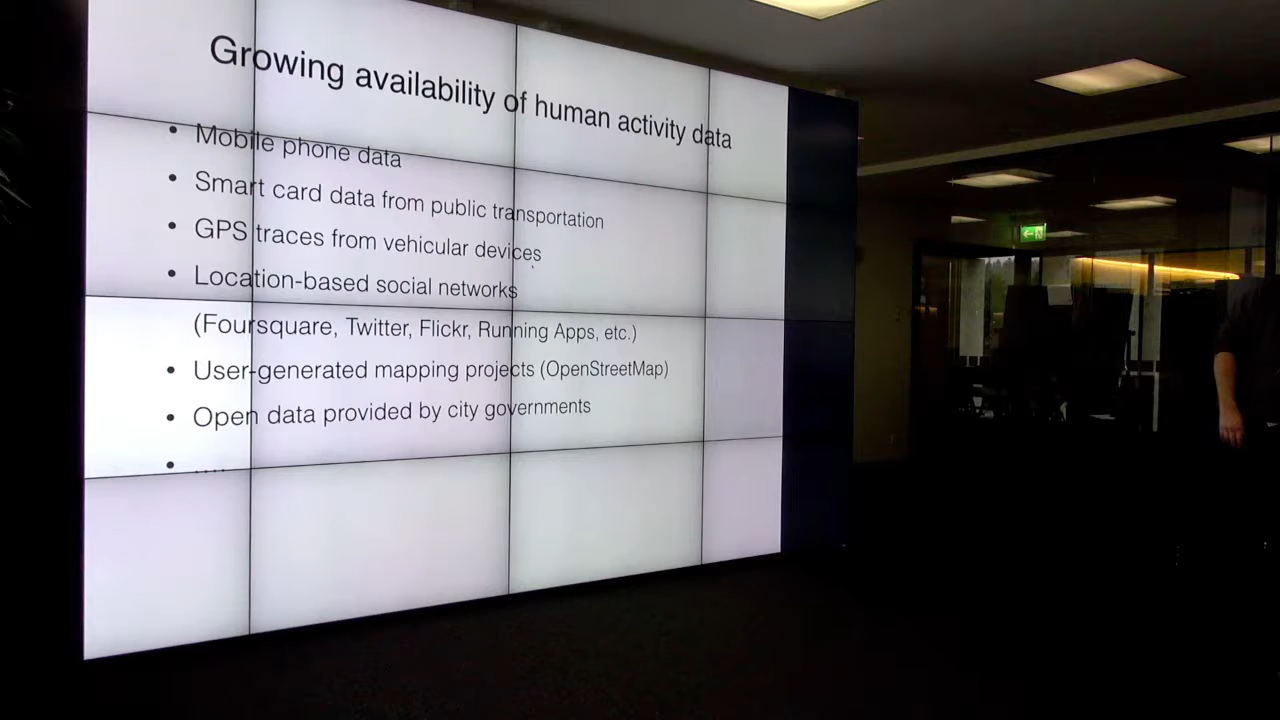 Growing availability of human activity data
• Mobile phone data
• Smart card data from public transportation
• GPS traces from vehicular devices
• Location-based social networks
(Foursquare, Twitter, Flickr, Running Apps, etc.)
• User-generated mapping projects (OpenStreetMap)
• Open data provided by city governments
• ....